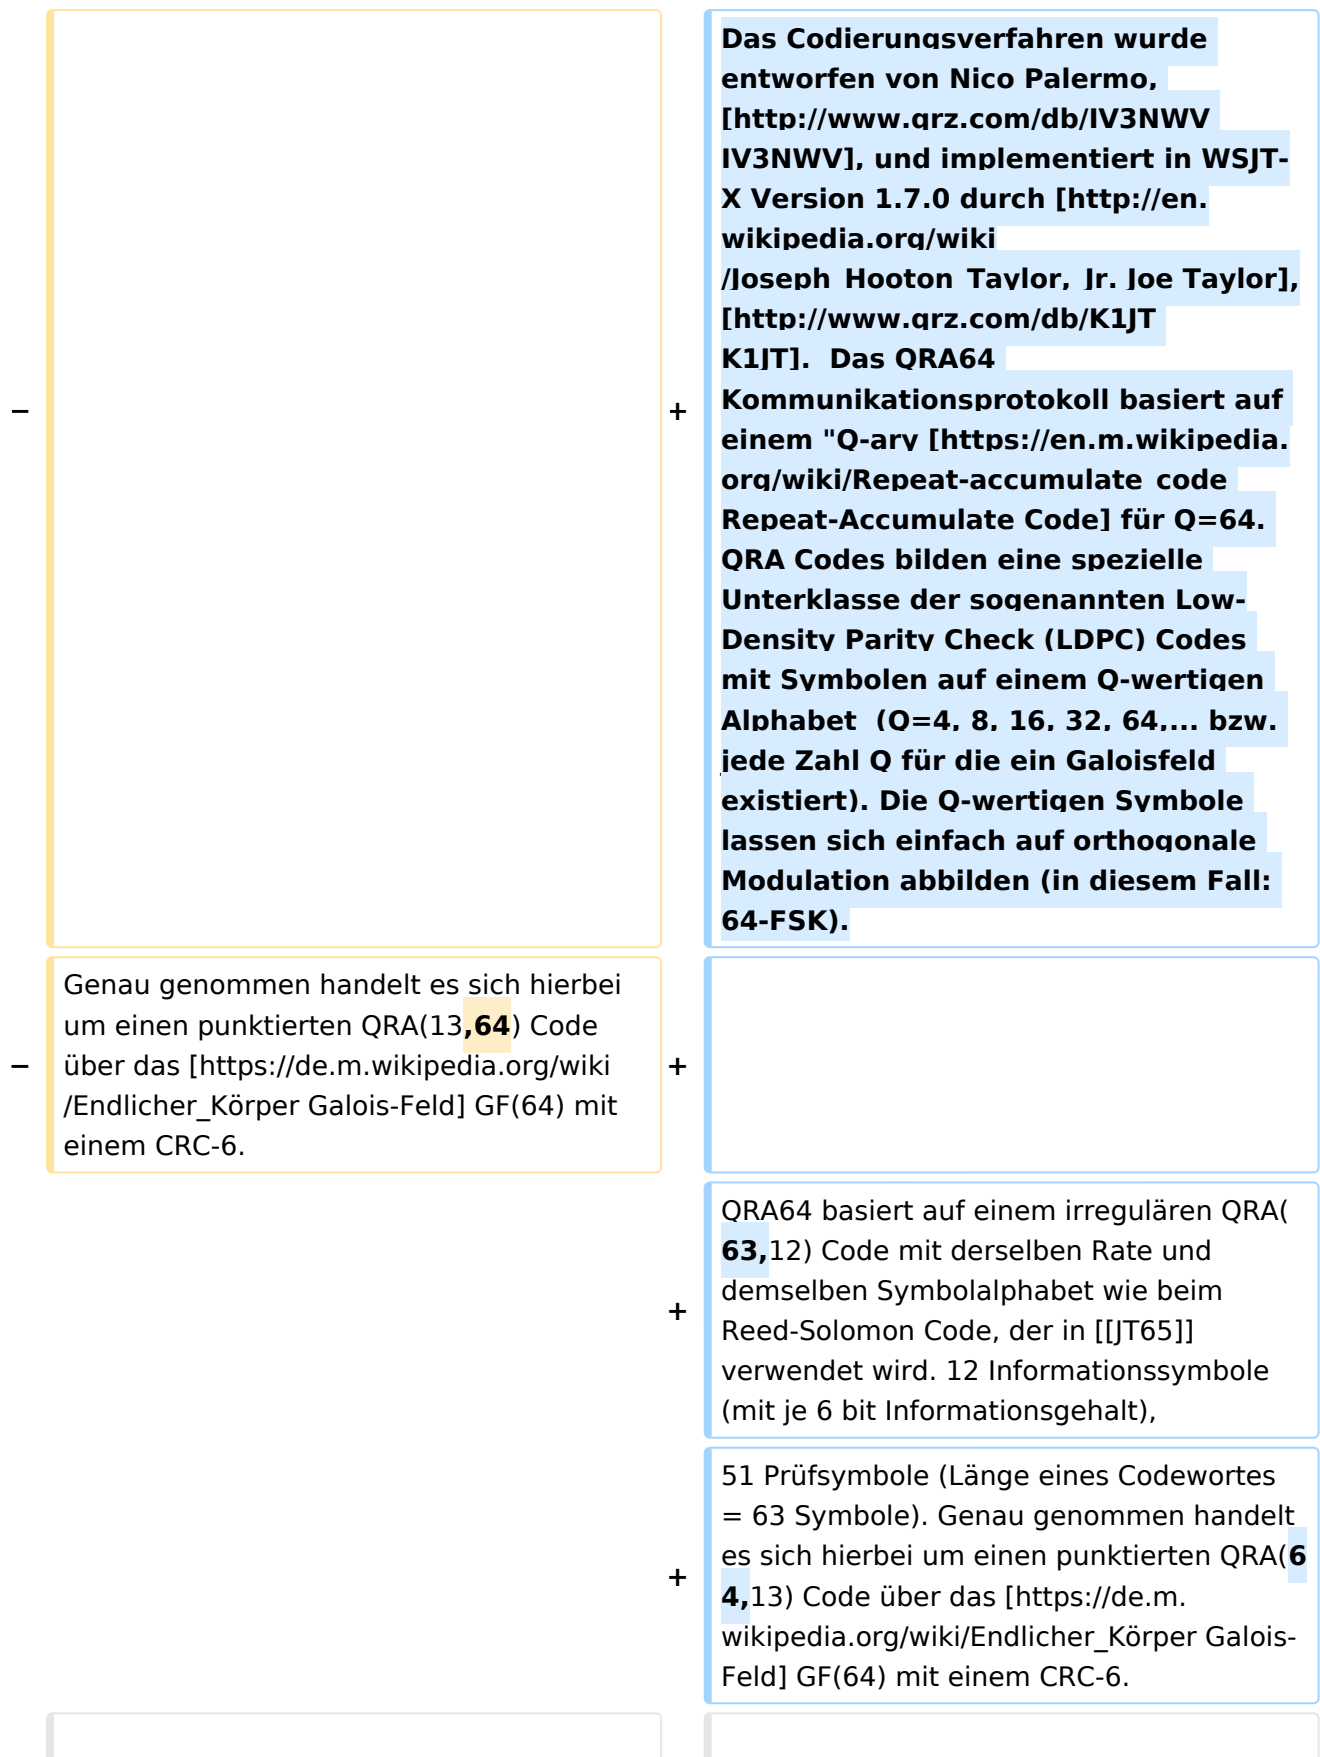 Das Codierungsverfahren wurde
entworfen von Nico Palermo,
[http://www.qrz.com/db/IV3NWV
IV3NWV], und implementiert in WSJT-
X Version 1.7.0 durch [http://en.
wikipedia.org/wiki
/Joseph_Hooton_Taylor,_Jr. Joe Taylor],
[http://www.qrz.com/db/K1JT
K1JT].  Das QRA64
− +
Kommunikationsprotokoll basiert auf
einem "Q-ary [https://en.m.wikipedia.
org/wiki/Repeat-accumulate_code
Repeat-Accumulate Code] für Q=64.
QRA Codes bilden eine spezielle
Unterklasse der sogenannten Low-
Density Parity Check (LDPC) Codes
mit Symbolen auf einem Q-wertigen
Alphabet  (Q=4, 8, 16, 32, 64,... bzw.
jede Zahl Q für die ein Galoisfeld
existiert). Die Q-wertigen Symbole
lassen sich einfach auf orthogonale
Modulation abbilden (in diesem Fall:
64-FSK).
Genau genommen handelt es sich hierbei
um einen punktierten QRA(13,64) Code
− über das [https://de.m.wikipedia.org/wiki +
/Endlicher_Körper Galois-Feld] GF(64) mit
einem CRC-6.
QRA64 basiert auf einem irregulären QRA(
63,12) Code mit derselben Rate und
demselben Symbolalphabet wie beim
+ Reed-Solomon Code, der in [[JT65]]
verwendet wird. 12 Informationssymbole
(mit je 6 bit Informationsgehalt),
51 Prüfsymbole (Länge eines Codewortes
= 63 Symbole). Genau genommen handelt
es sich hierbei um einen punktierten QRA(6
+ 4,13) Code über das [https://de.m.
wikipedia.org/wiki/Endlicher_Körper Galois-
Feld] GF(64) mit einem CRC-6.